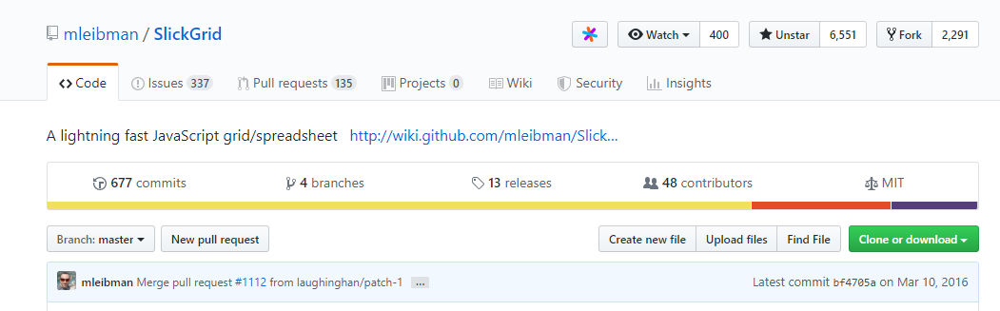 mleibman / SlickGrid Watch 400 Unstar 6,551 Fork 2,291
Code Issues 337 Pull requests 135 Projects 0 Wiki Security Insights
A lightning fast JavaScript grid/spreadsheet http://wiki.github.com/mleibman/Slick...
677 commits 4 branches 13 releases 48 contributors MIT
Branch: master New pull request Create new file Upload files Find File Clone or download
mleibman Merge pull request #1112 from laughinghan/patch-1 ... Latest commit bf4705a on Mar 10, 2016